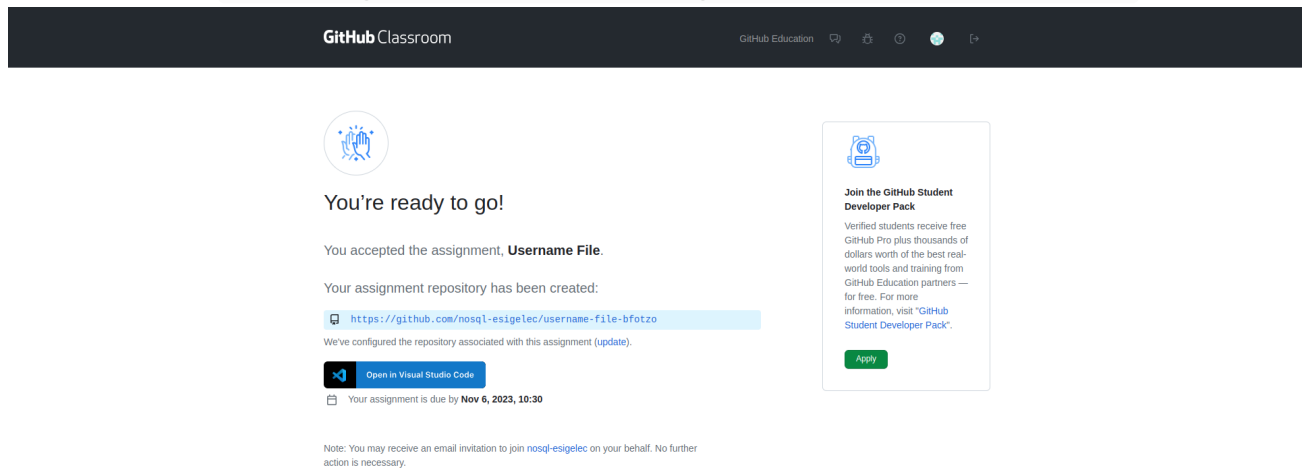 GitHub Classroom
GitHub Education
You're ready to go!
You accepted the assignment, Username File.
Your assignment repository has been created:
https://github.com/nosql-esigelec/username-file-bfotzo
We've configured the repository associated with this assignment (update).
Open in Visual Studio Code
Your assignment is due by Nov 6, 2023, 10:30
Note: You may receive an email invitation to join nosql-esigelec on your behalf. No further
action is necessary.
Join the GitHub Student
Developer Pack
Verified students receive free
GitHub Pro plus thousands of
dollars worth of the best real-
world tools and training from
GitHub Education partners —
for free. For more
information, visit "GitHub
Student Developer Pack".
Apply